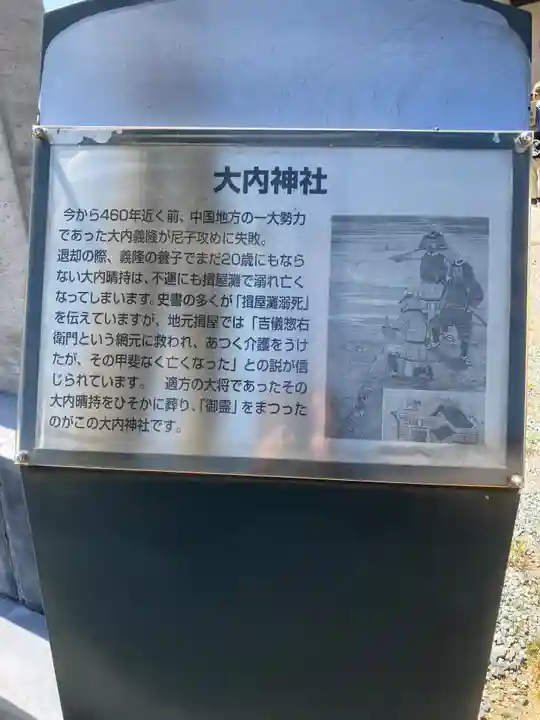 大内神社
今から460年近く前、中国地方の一大勢力
であった大内義隆が尼子攻めに失敗。
退却の際、義隆の養子でまだ20歳にもなら
ない大内晴持は、不運にも揖屋灘で溺れ亡く
なってしまいます。史書の多くが「揖屋灘溺死」
を伝えていますが、地元揖屋では「吉儀惣右
衛門という網元に救われ、あつく介護をうけ
たが、その甲斐なく亡くなった」との説が信
じられています。　適方の大将であったその
大内晴持をひそかに葬り、「御霊」をまつった
のがこの大内神社です。